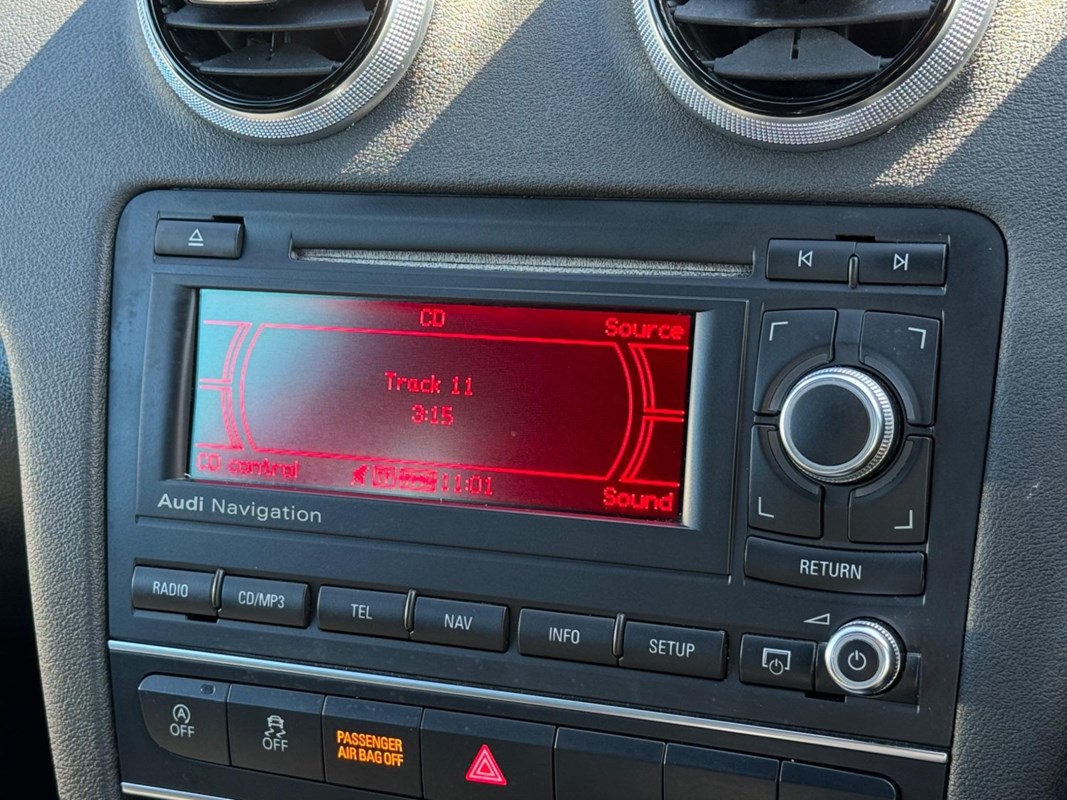 CD
Source
Track 11
3:15
CD control
11:01
Sound
Audi Navigation
RETURN
RADIO
CD/MP3
TEL
NAV
INFO
SETUP
A
OFF
OFF
PASSENGER
AIR BAG OFF